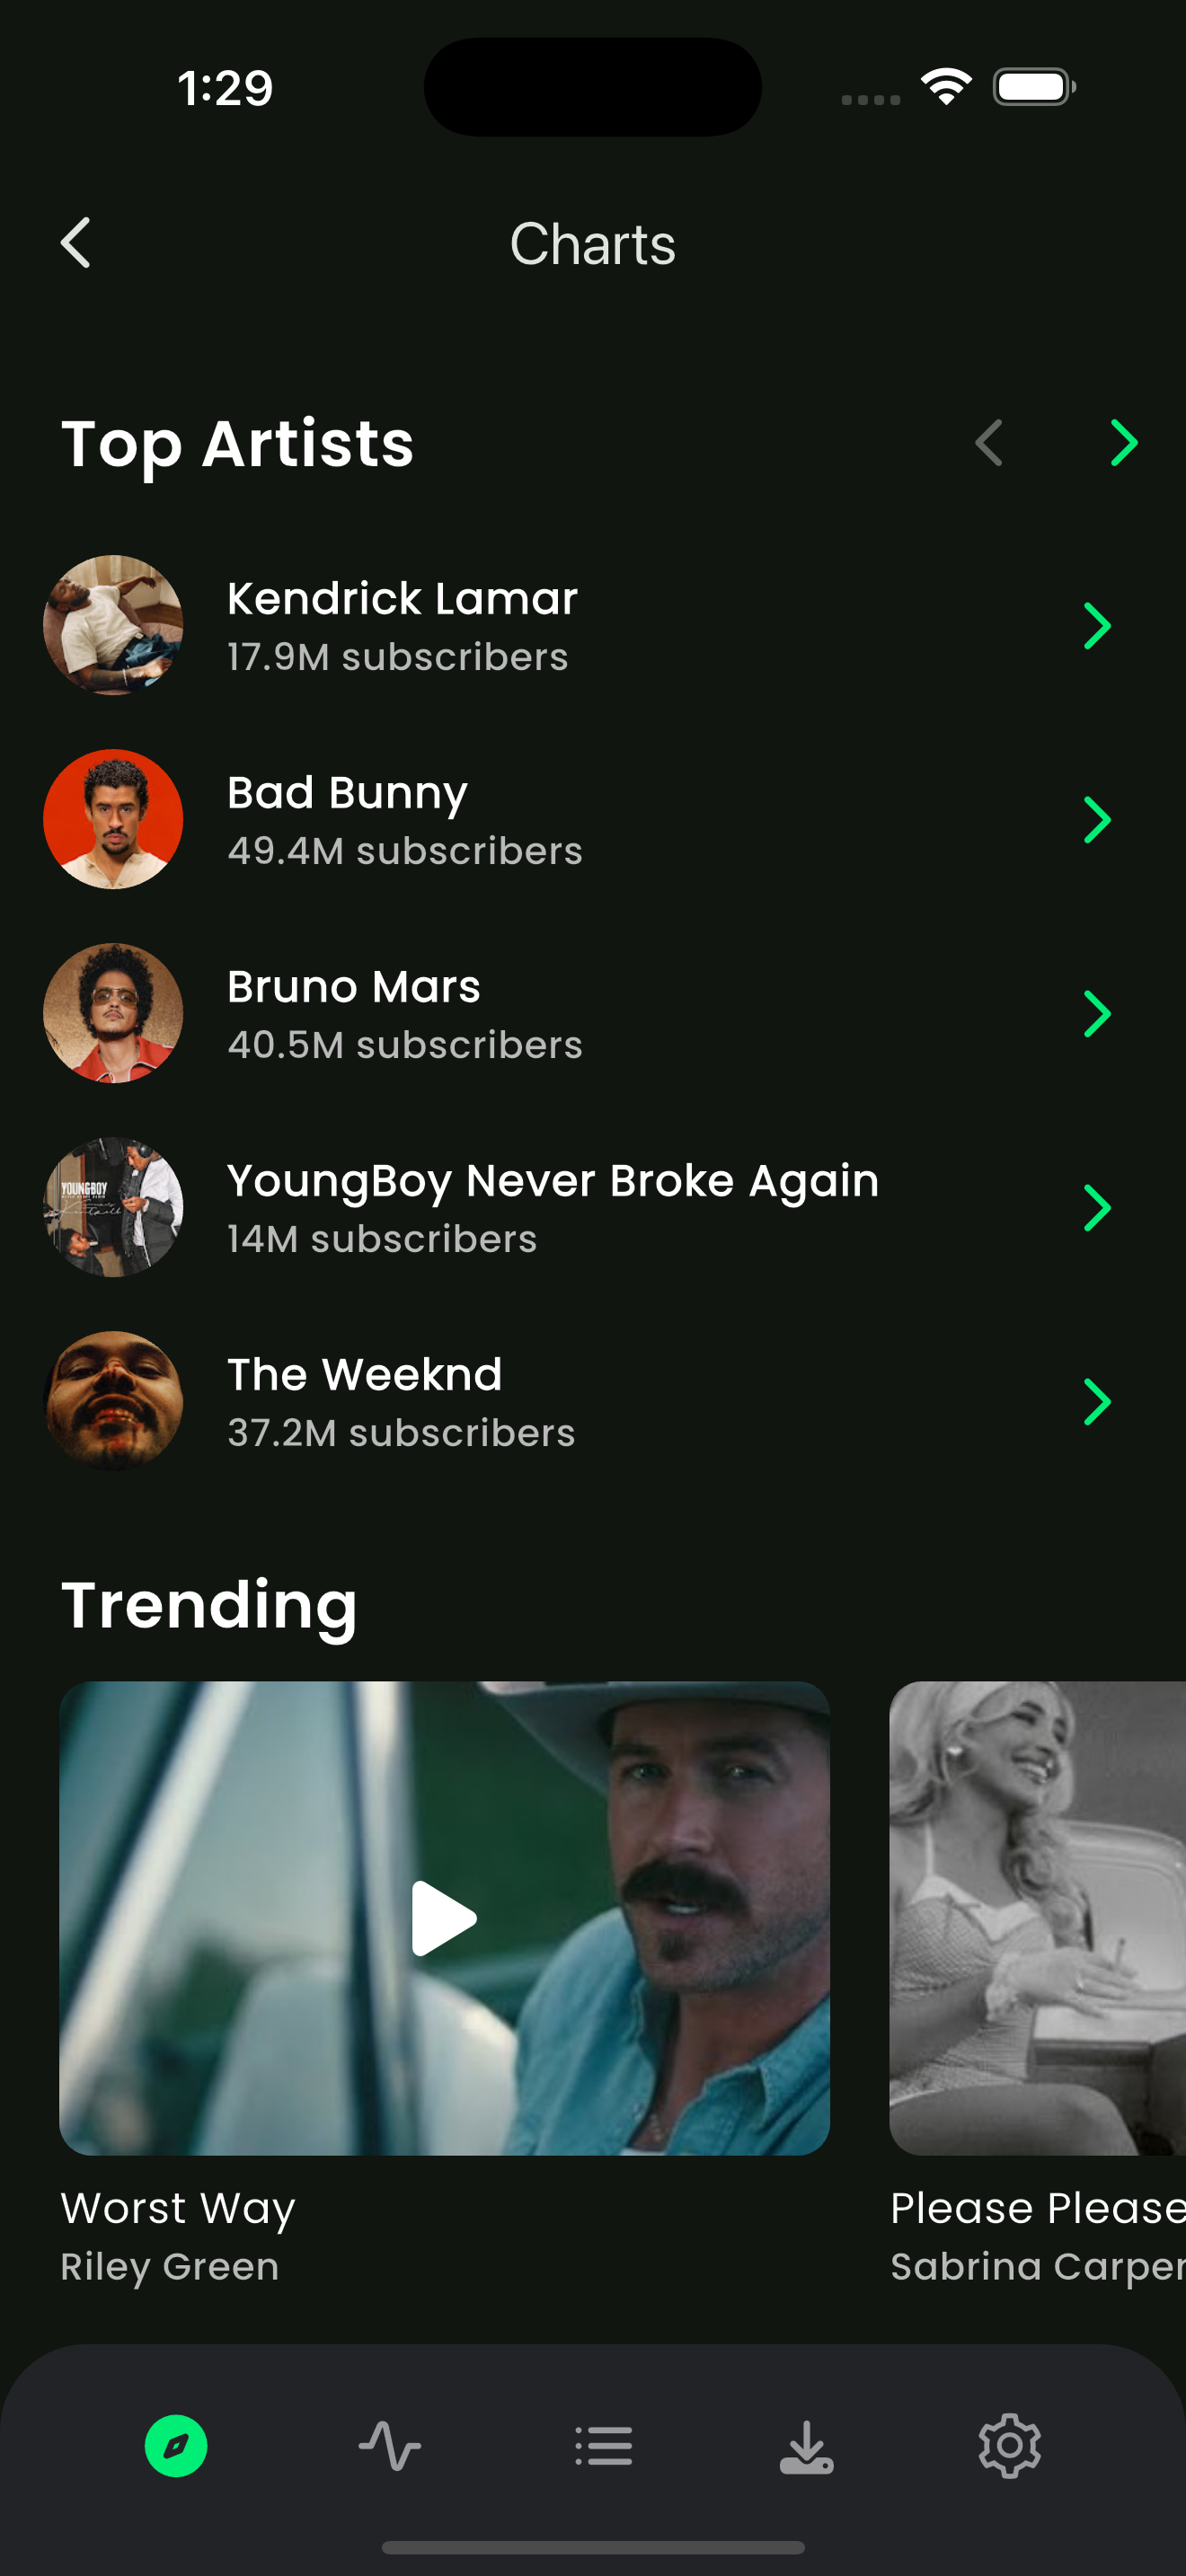 1:29
Charts
Top Artists
Kendrick Lamar
17.9M subscribers
Bad Bunny
49.4M subscribers
Bruno Mars
40.5M subscribers
YoungBoy Never Broke Again
14M subscribers
YOUNGBOY
The Weeknd
37.2M subscribers
Trending
Worst Way
Riley Green
Please Please
Sabrina Carper